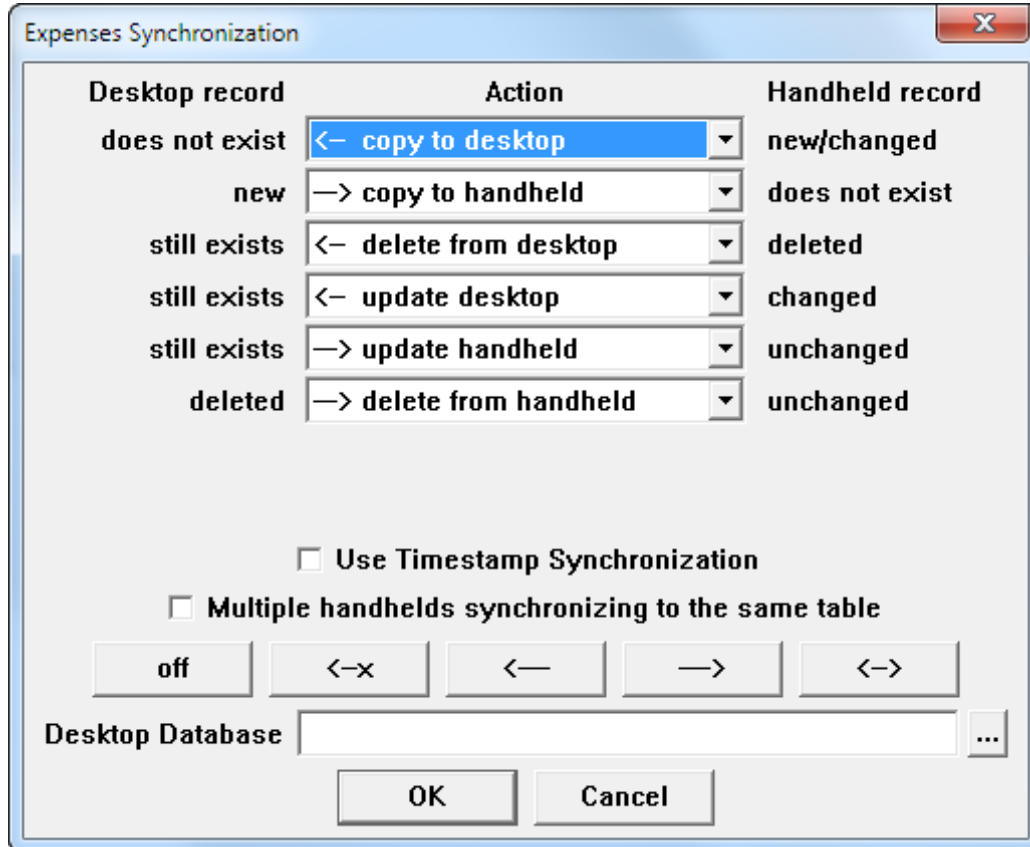 Expenses Synchronization
Desktop record Action Handheld record
does not exist <– copy to desktop new/changed
new —> copy to handheld does not exist
still exists <– delete from desktop deleted
still exists <– update desktop changed
still exists —> update handheld unchanged
deleted —> delete from handheld unchanged
Use Timestamp Synchronization
Multiple handhelds synchronizing to the same table
off <–x <— —> <–>
Desktop Database ...
OK Cancel